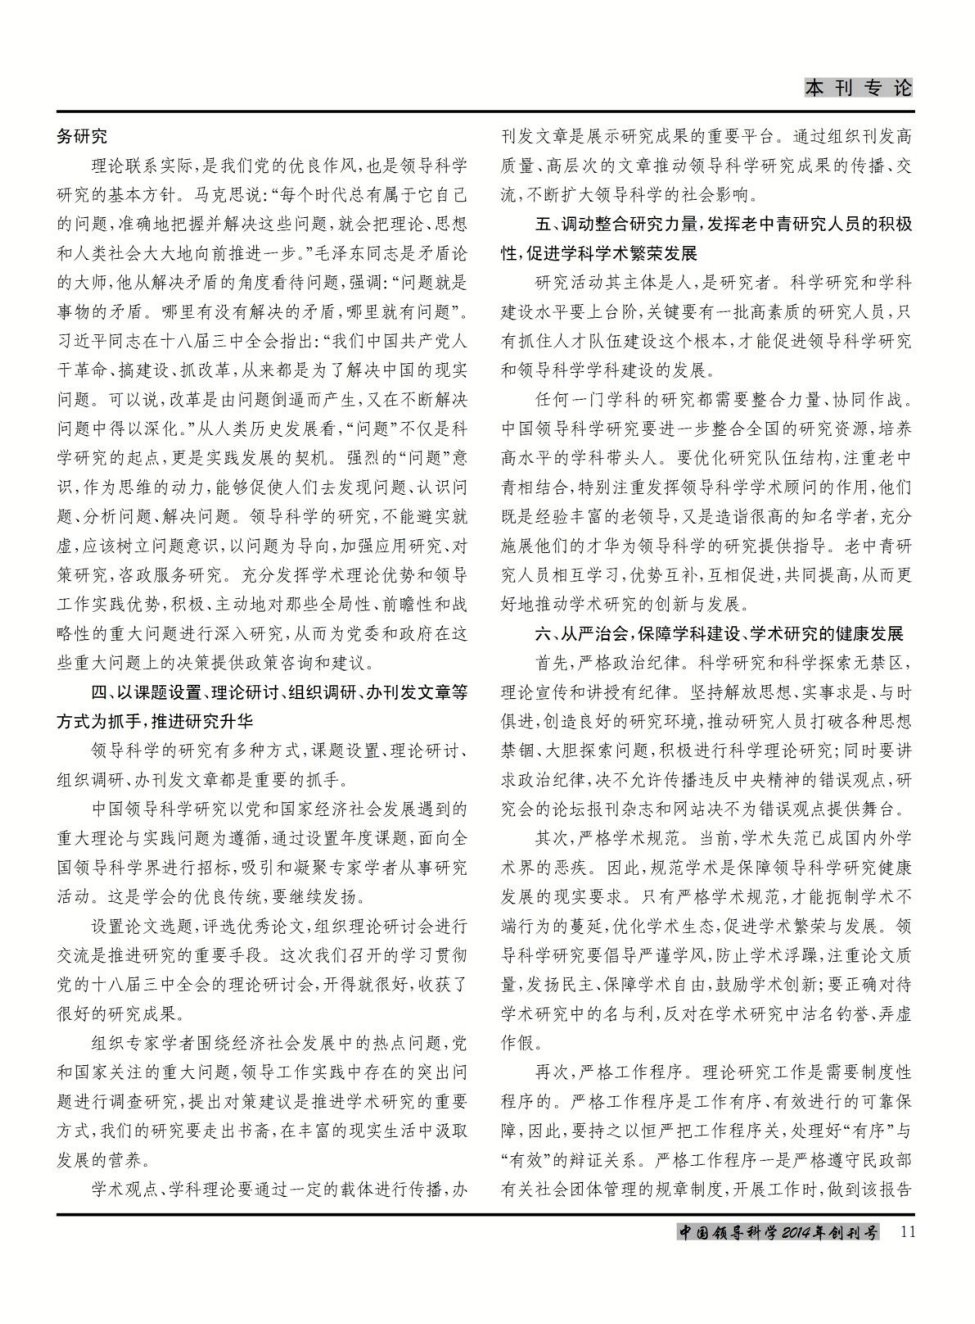 本刊专论
务研究
理论联系实际,是我们党的优良作风,也是领导科学
研究的基本方针。马克思说:“每个时代总有属于它自己
的问题,准确地把握并解决这些问题,就会把理论、思想
和人类社会大大地向前推进一步。”毛泽东同志是矛盾论
的大师,他从解决矛盾的角度看待问题,强调:“问题就是
事物的矛盾。哪里有没有解决的矛盾,哪里就有问题”。
习近平同志在十八届三中全会指出:“我们中国共产党人
干革命、搞建设、抓改革,从来都是为了解决中国的现实
问题。可以说,改革是由问题倒逼而产生,又在不断解决
问题中得以深化。”从人类历史发展看,“问题”不仅是科
学研究的起点,更是实践发展的契机。强烈的“问题”意
识,作为思维的动力,能够促使人们去发现问题、认识问
题、分析问题、解决问题。领导科学的研究,不能避实就
虚,应该树立问题意识,以问题为导向,加强应用研究、对
策研究,咨政服务研究。充分发挥学术理论优势和领导
工作实践优势,积极、主动地对那些全局性、前瞻性和战
略性的重大问题进行深入研究,从而为党委和政府在这
些重大问题上的决策提供政策咨询和建议。
四、以课题设置、理论研讨、组织调研、办刊发文章等
方式为抓手,推进研究升华
领导科学的研究有多种方式,课题设置、理论研讨、
组织调研、办刊发文章都是重要的抓手。
中国领导科学研究以党和国家经济社会发展遇到的
重大理论与实践问题为遵循,通过设置年度课题,面向全
国领导科学界进行招标,吸引和凝聚专家学者从事研究
活动。这是学会的优良传统,要继续发扬。
设置论文选题,评选优秀论文,组织理论研讨会进行
交流是推进研究的重要手段。这次我们召开的学习贯彻
党的十八届三中全会的理论研讨会,开得就很好,收获了
很好的研究成果。
组织专家学者围绕经济社会发展中的热点问题,党
和国家关注的重大问题,领导工作实践中存在的突出问
题进行调查研究,提出对策建议是推进学术研究的重要
方式,我们的研究要走出书斋,在丰富的现实生活中汲取
发展的营养。
学术观点、学科理论要通过一定的载体进行传播,办
刊发文章是展示研究成果的重要平台。通过组织刊发高
质量、高层次的文章推动领导科学研究成果的传播、交
流,不断扩大领导科学的社会影响。
五、调动整合研究力量,发挥老中青研究人员的积极
性,促进学科学术繁荣发展
研究活动其主体是人,是研究者。科学研究和学科
建设水平要上台阶,关键要有一批高素质的研究人员,只
有抓住人才队伍建设这个根本,才能促进领导科学研究
和领导科学学科建设的发展。
任何一门学科的研究都需要整合力量、协同作战。
中国领导科学研究要进一步整合全国的研究资源,培养
高水平的学科带头人。要优化研究队伍结构,注重老中
青相结合,特别注重发挥领导科学学术顾问的作用,他们
既是经验丰富的老领导,又是造诣很高的知名学者,充分
施展他们的才华为领导科学的研究提供指导。老中青研
究人员相互学习,优势互补,互相促进,共同提高,从而更
好地推动学术研究的创新与发展。
六、从严治会,保障学科建设、学术研究的健康发展
首先,严格政治纪律。科学研究和科学探索无禁区,
理论宣传和讲授有纪律。坚持解放思想、实事求是、与时
俱进,创造良好的研究环境,推动研究人员打破各种思想
禁锢、大胆探索问题,积极进行科学理论研究;同时要讲
求政治纪律,决不允许传播违反中央精神的错误观点,研
究会的论坛报刊杂志和网站决不为错误观点提供舞台。
其次,严格学术规范。当前,学术失范已成国内外学
术界的恶疾。因此,规范学术是保障领导科学研究健康
发展的现实要求。只有严格学术规范,才能扼制学术不
端行为的蔓延,优化学术生态,促进学术繁荣与发展。领
导科学研究要倡导严谨学风,防止学术浮躁,注重论文质
量,发扬民主、保障学术自由,鼓励学术创新;要正确对待
学术研究中的名与利,反对在学术研究中沽名钓誉、弄虚
作假。
再次,严格工作程序。理论研究工作是需要制度性
程序的。严格工作程序是工作有序、有效进行的可靠保
障,因此,要持之以恒严把工作程序关,处理好“有序”与
“有效”的辩证关系。严格工作程序一是严格遵守民政部
有关社会团体管理的规章制度,开展工作时,做到该报告
中国领导科学2014年创刊号 11